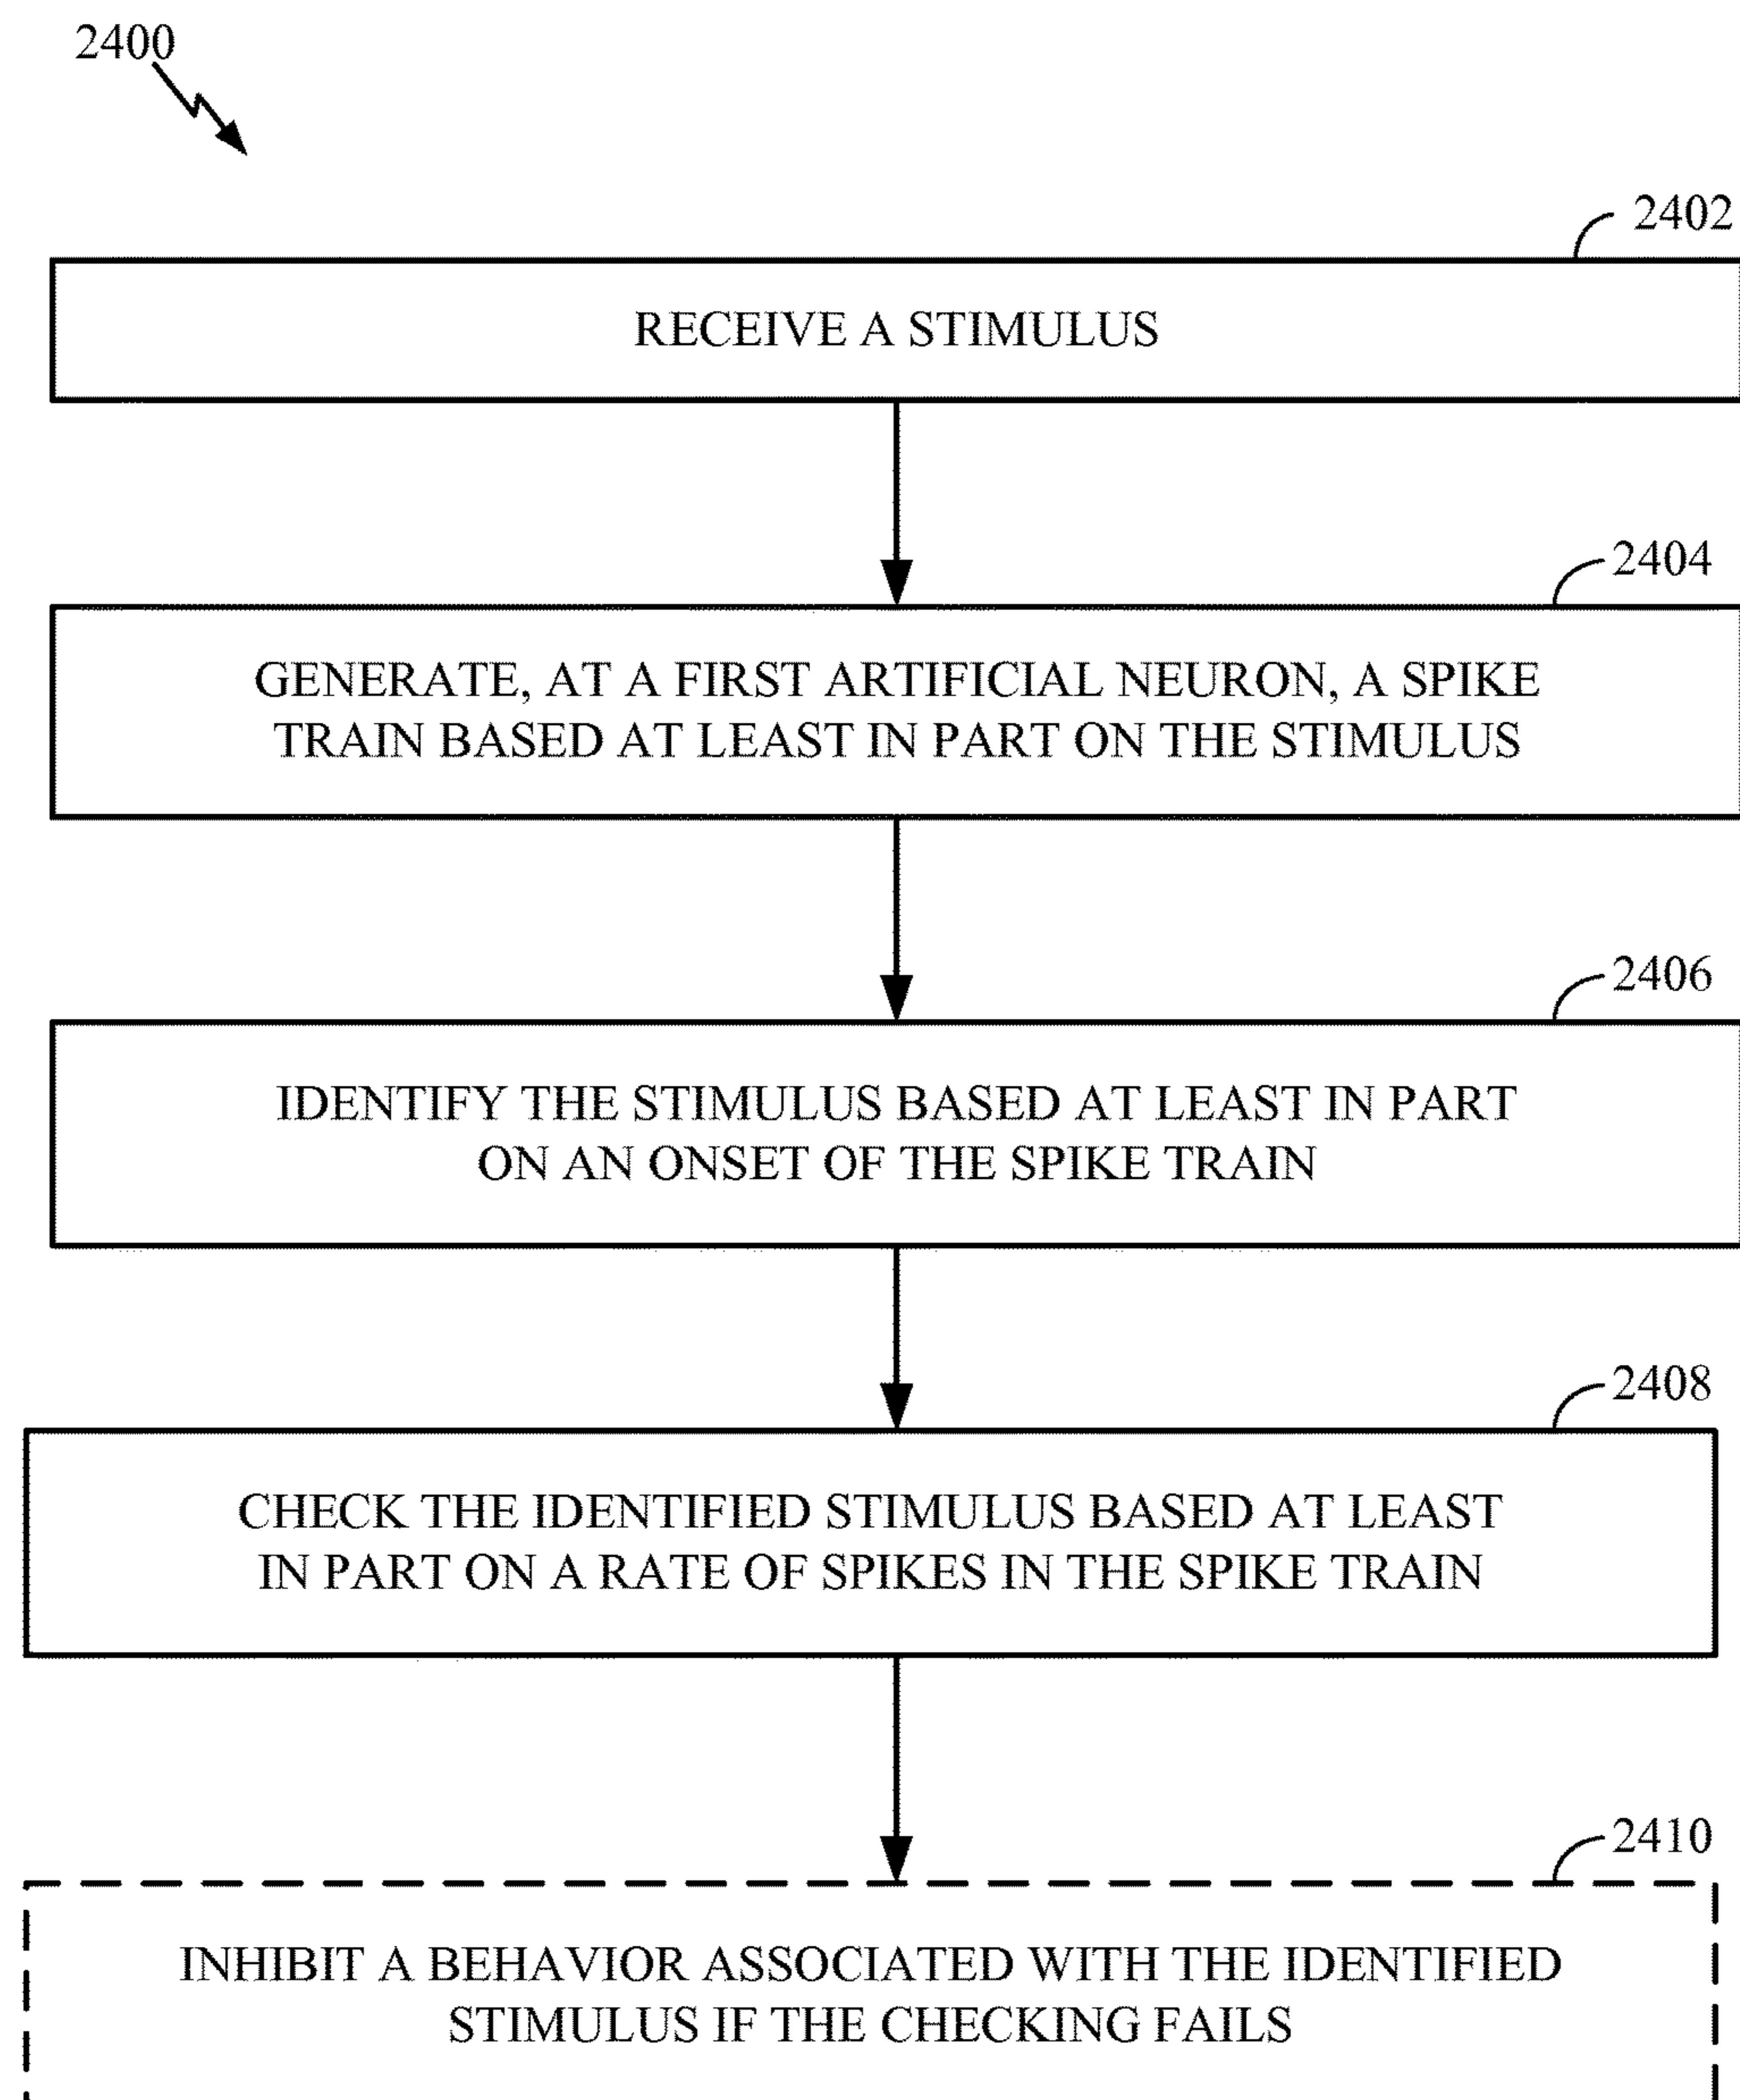 2400
2402
RECEIVE A STIMULUS
2404
GENERATE, AT A FIRST ARTIFICIAL NEURON, A SPIKE
TRAIN BASED AT LEAST IN PART ON THE STIMULUS
2406
IDENTIFY THE STIMULUS BASED AT LEAST IN PART
ON AN ONSET OF THE SPIKE TRAIN
2408
CHECK THE IDENTIFIED STIMULUS BASED AT LEAST
IN PART ON A RATE OF SPIKES IN THE SPIKE TRAIN
2410
INHIBIT A BEHAVIOR ASSOCIATED WITH THE IDENTIFIED
STIMULUS IF THE CHECKING FAILS